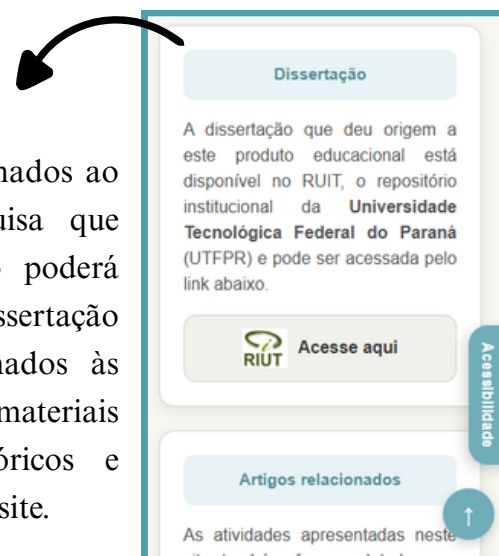 nados ao
uisa que
poderá
ssertação
nados às
materiais
óricos e
site.
Dissertação
A dissertação que deu origem a
este produto educacional está
disponível no RUIT, o repositório
institucional da Universidade
Tecnológica Federal do Paraná
(UTFPR) e pode ser acessada pelo
link abaixo.
RIUT Acesse aqui
Acessibilidade
Artigos relacionados
As atividades apresentadas neste